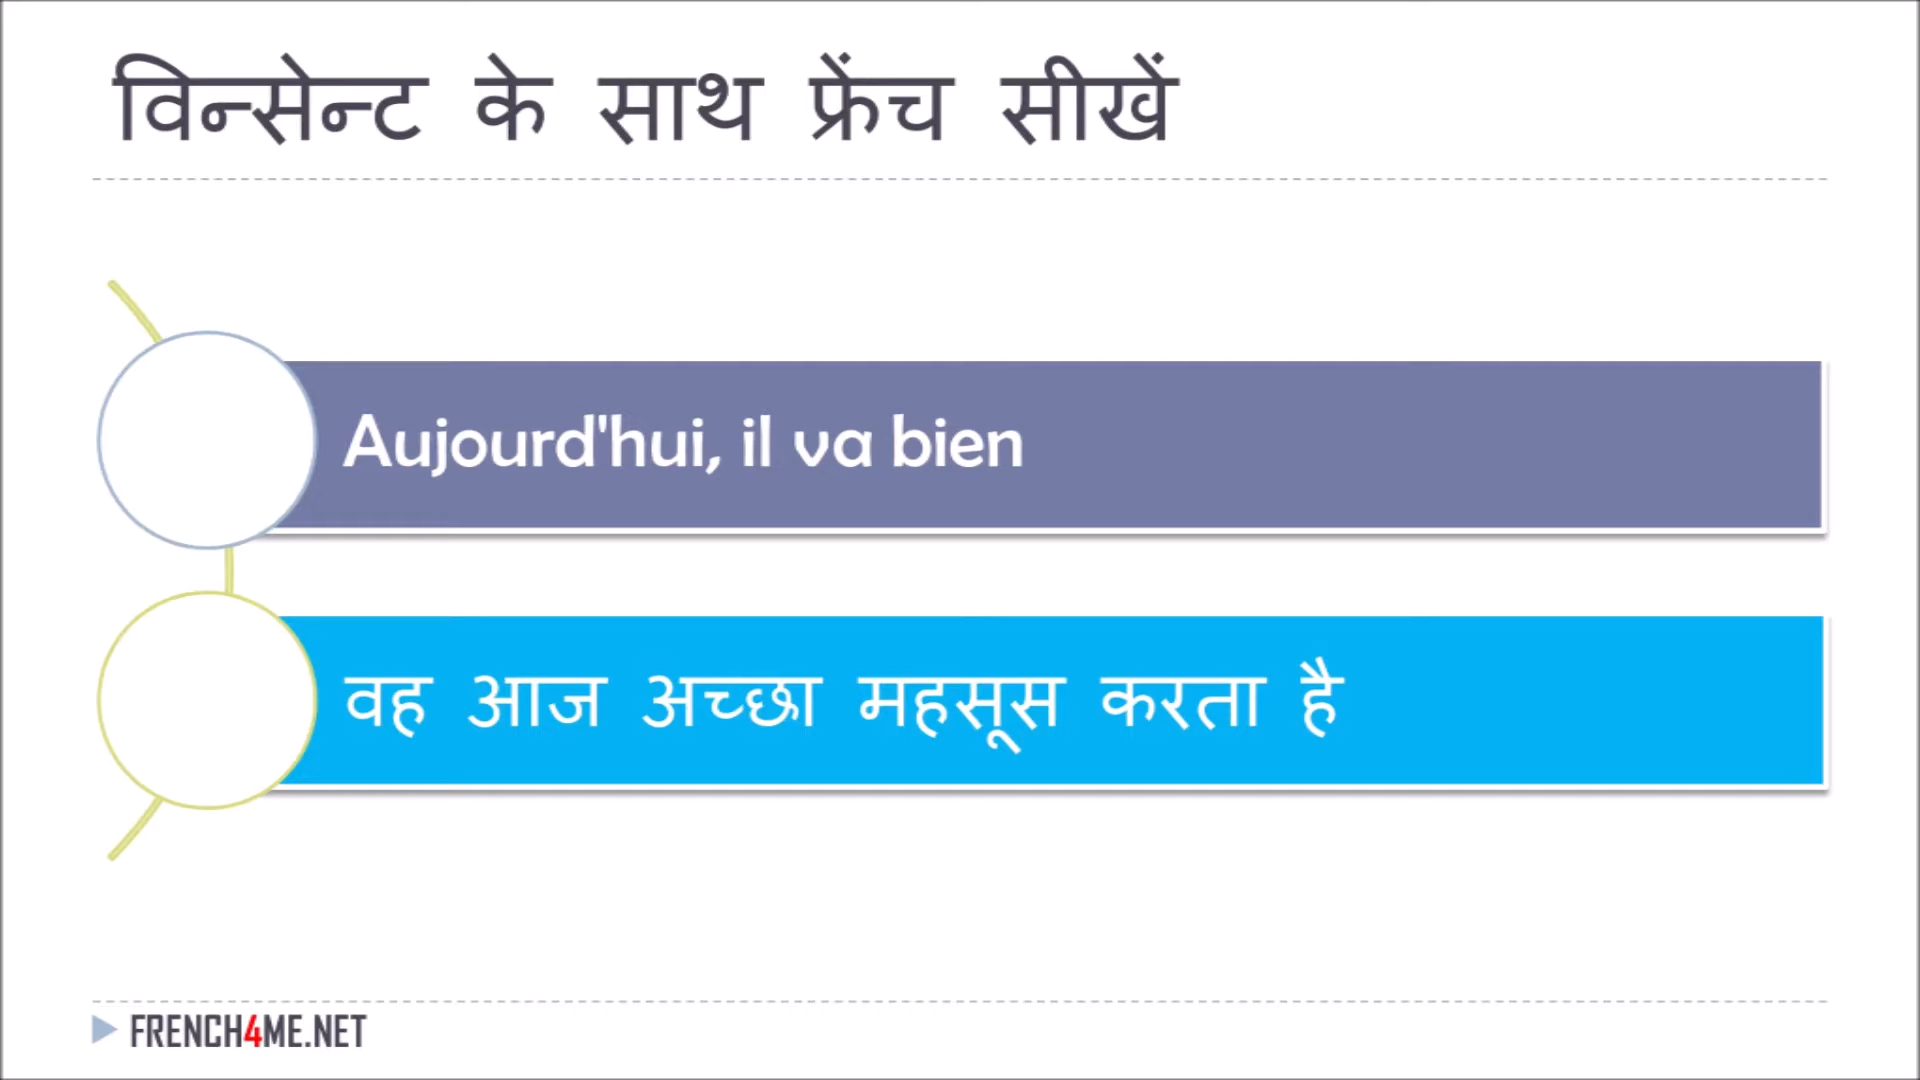 विन्सेन्ट के साथ फ्रेंच सीखें
Aujourd'hui, il va bien
वह आज अच्छा महसूस करता है
FRENCH4ME.NET